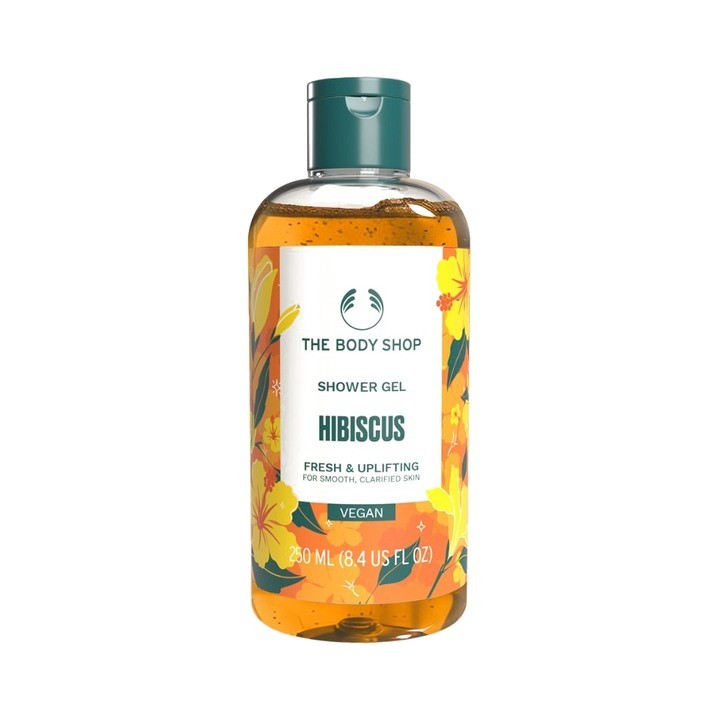 THE BODY SHOP
SHOWER GEL
HIBISCUS
FRESH & UPLIFTING
FOR SMOOTH, CLARIFIED SKIN
VEGAN
250 ML (8.4 US FL OZ)